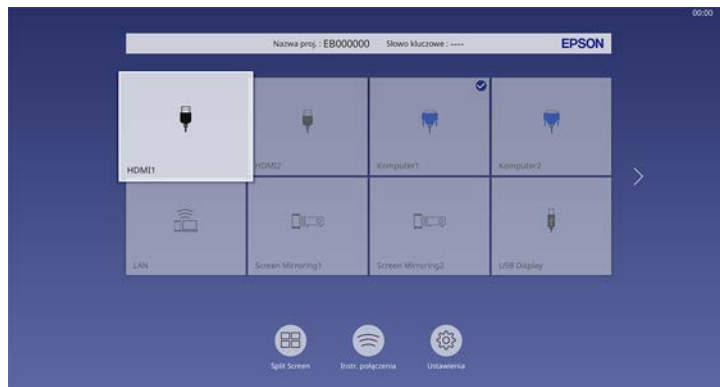 00:00
Nazwa proj. : EB000000 Słowo kluczowe : ---- EPSON
HDMI1 HDMI2 Komputer1 Komputer2
LAN Screen Mirroring1 Screen Mirroring2 USB Display
Split Screen Instr. połączenia Ustawienia